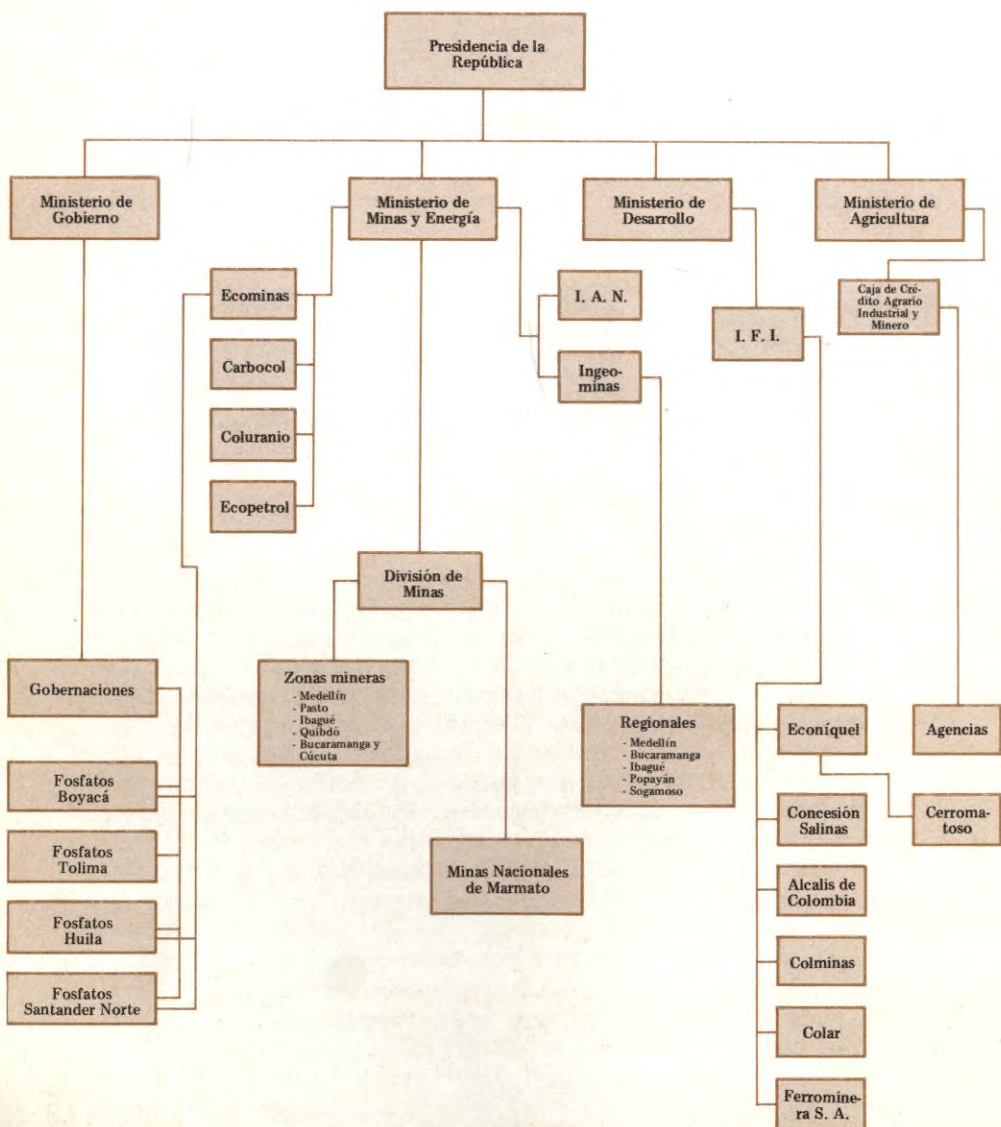 Presidencia de la
República
Ministerio de
Gobierno
Ministerio de
Minas y Energía
Ministerio de
Desarrollo
Ministerio de
Agricultura
Ecominas
Carbocol
Coluranio
Ecopetrol
I. A. N.
Ingeo-
minas
I. F. I.
Caja de Cré-
dito Agrario
Industrial y
Minero
División de
Minas
Gobernaciones
Zonas mineras
- Medellín
- Pasto
- Ibagué
- Quibdó
- Bucaramanga y
Cúcuta
Regionales
- Medellín
- Bucaramanga
- Ibagué
- Popayán
- Sogamoso
Econíquel
Agencias
Fosfatos
Boyacá
Fosfatos
Tolima
Fosfatos
Huila
Fosfatos
Santander Norte
Minas Nacionales
de Marmato
Concesión
Salinas
Cerroma-
toso
Alcalis de
Colombia
Colminas
Colar
Ferromine-
ra S. A.